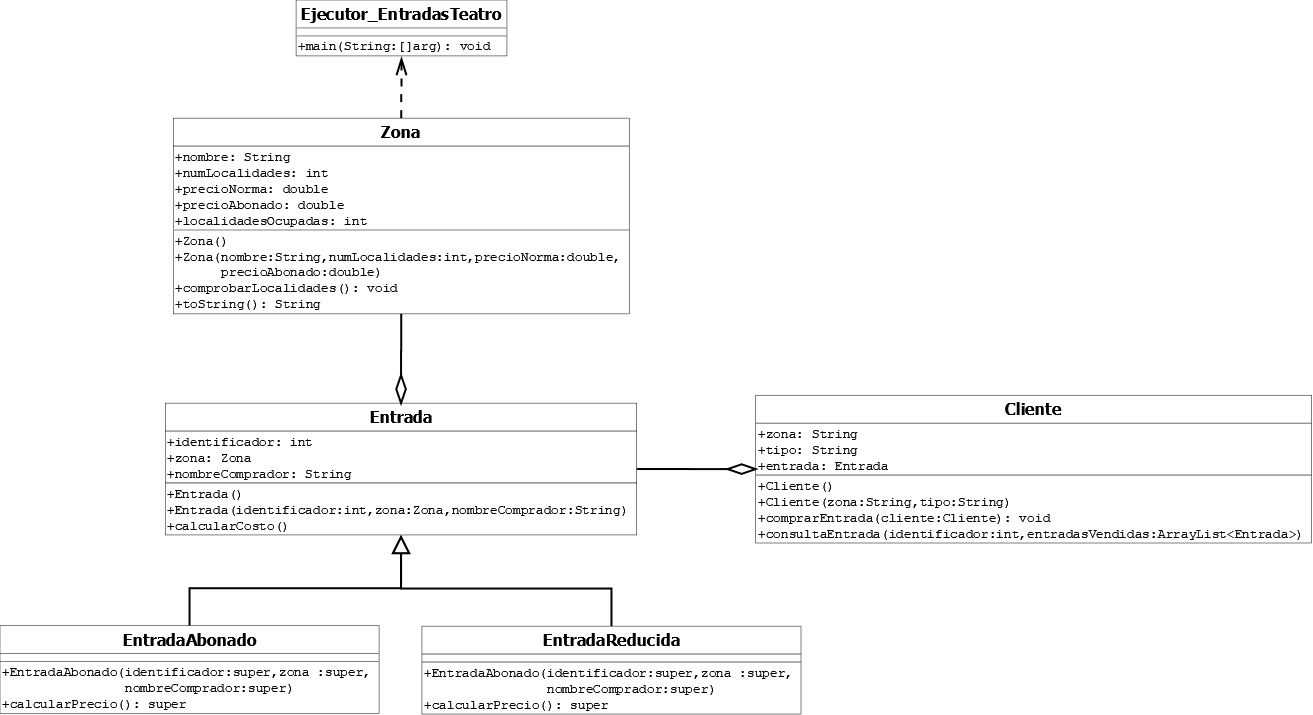 Ejecutor_EntradasTeatro
+main(String:[]arg): void
Zona
+nombre: String
+numLocalidades: int
+precioNorma: double
+precioAbonado: double
+localidadesOcupadas: int
+Zona()
+Zona(nombre:String,numLocalidades:int,precioNorma:double,
precioAbonado:double)
+comprobarLocalidades(): void
+toString(): String
Entrada
+identificador: int
+zona: Zona
+nombreComprador: String
+Entrada()
+Entrada(identificador:int,zona:Zona,nombreComprador:String)
+calcularCosto()
Cliente
+zona: String
+tipo: String
+entrada: Entrada
+Cliente()
+Cliente(zona:String,tipo:String)
+comprarEntrada(cliente:Cliente): void
+consultaEntrada(identificador:int,entradasVendidas:ArrayList<Entrada>)
EntradaAbonado
+EntradaAbonado(identificador:super,zona :super,
nombreComprador:super)
+calcularPrecio(): super
EntradaReducida
+EntradaAbonado(identificador:super,zona :super,
nombreComprador:super)
+calcularPrecio(): super